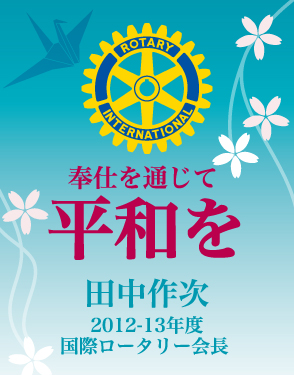 ROTARY
INTERNATIONAL
奉仕を通じて
平和を
田中作次
2012-13年度
国際ロータリー会長